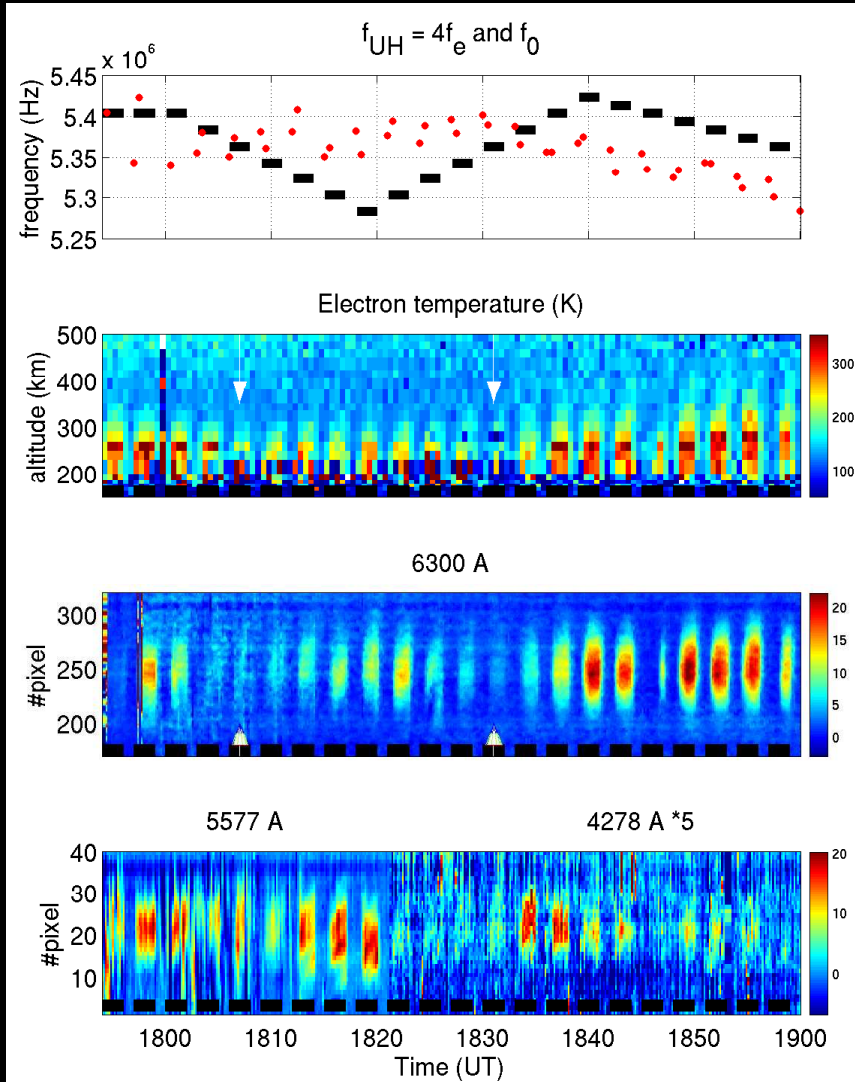 f_UH = 4f_e and f_0
x 10^6
frequency (Hz)
5.45
5.4
5.35
5.3
5.25
Electron temperature (K)
altitude (km)
500
400
300
200
300
200
100
6300 A
#pixel
300
250
200
20
15
10
5
0
5577 A
4278 A *5
#pixel
40
30
20
10
20
10
0
1800 1810 1820 1830 1840 1850 1900
Time (UT)